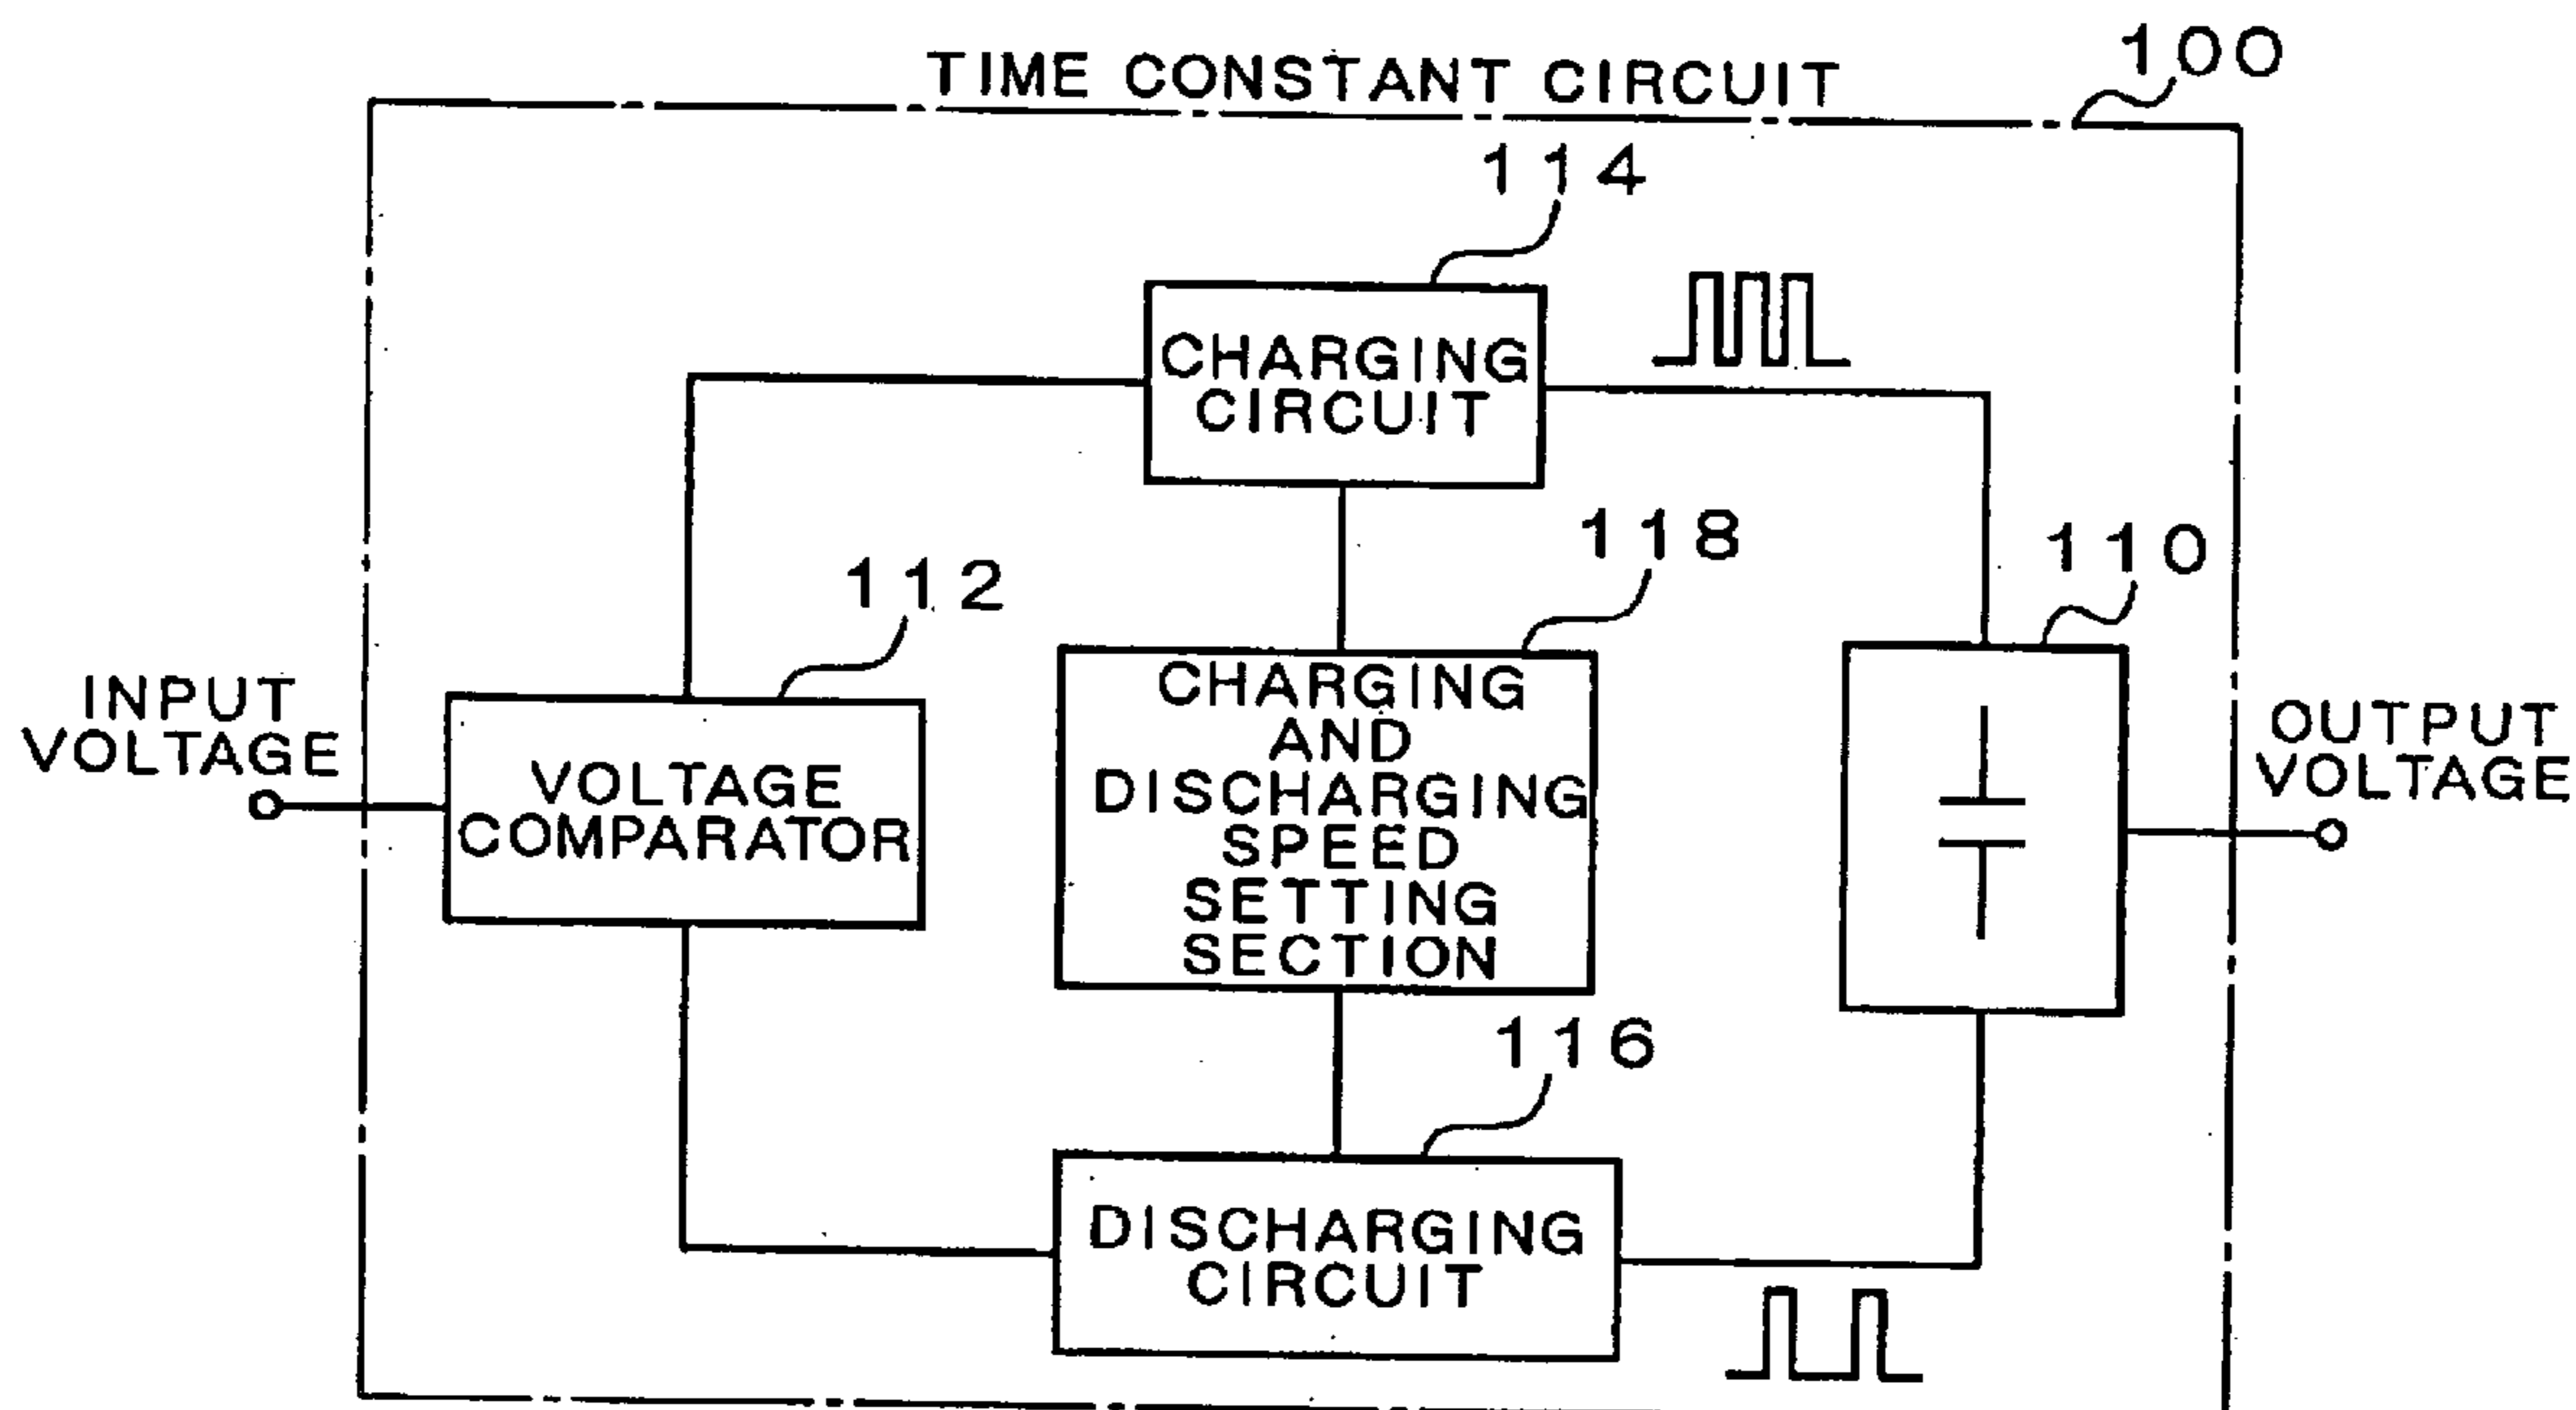 TIME CONSTANT CIRCUIT
100
114
CHARGING
CIRCUIT
118
110
112
INPUT
VOLTAGE
VOLTAGE
COMPARATOR
CHARGING
AND
DISCHARGING
SPEED
SETTING
SECTION
OUTPUT
VOLTAGE
116
DISCHARGING
CIRCUIT